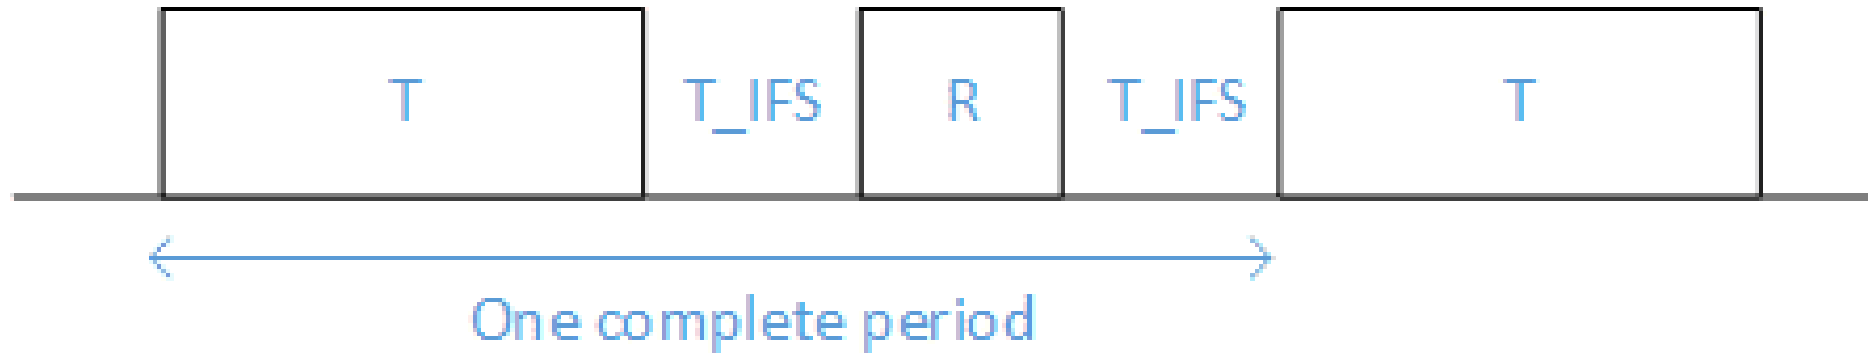 T T_IFS R T_IFS T
One complete period